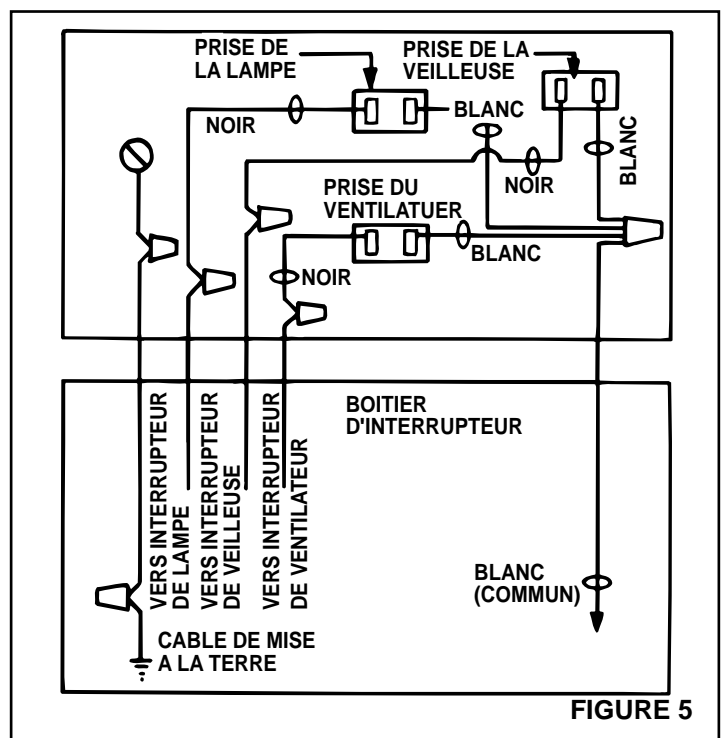 PRISE DE
LA LAMPE
PRISE DE LA
VEILLEUSE
NOIR
BLANC
NOIR
BLANC
PRISE DU
VENTILATUER
NOIR
BLANC
BOITIER
D'INTERRUPTEUR
VERS INTERRUPTEUR
DE LAMPE
VERS INTERRUPTEUR
DE VEILLEUSE
VERS INTERRUPTEUR
DE VENTILATEUR
BLANC
(COMMUN)
CABLE DE MISE
A LA TERRE
FIGURE 5